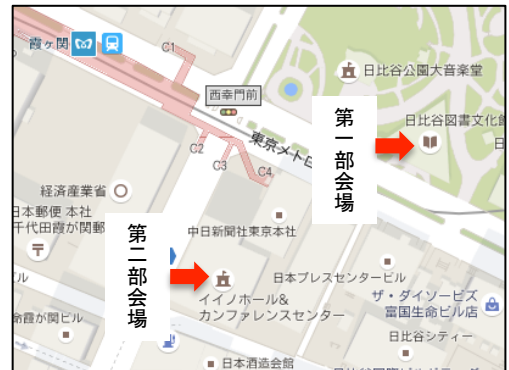 霞ヶ関
C1
日比谷公園大音楽堂
西幸門前
第一部会場
日比谷図書文化館
日
東京メトロ
C2
C3
C4
経済産業省
日本郵便 本社
千代田霞が関郵
中日新聞社東京本社
第二部会場
ビル
日本プレスセンタービル
イイノホール&
カンファレンスセンター
ザ・ダイソービズ
富国生命ビル店
命霞が関ビル
日比谷シティー
日本酒造会館